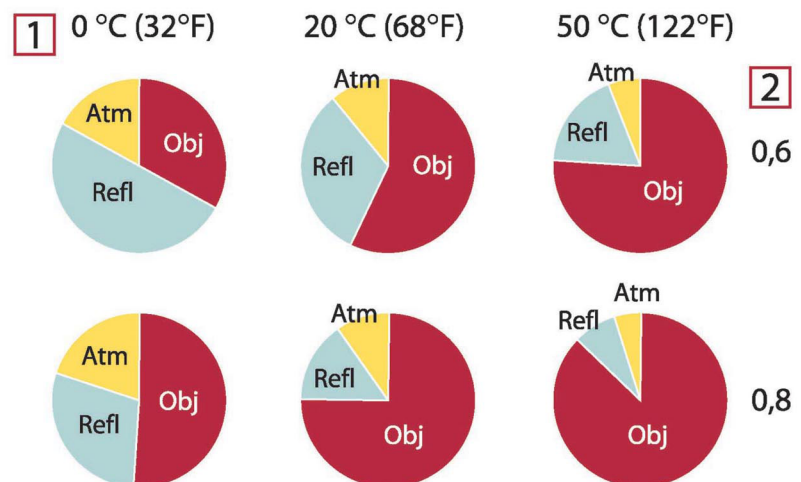 1 0 °C (32°F) 20 °C (68°F) 50 °C (122°F)
2
Atm Obj Refl
Atm Refl Obj
Atm Refl Obj
0,6
Atm Obj Refl
Atm Refl Obj
Atm Refl Obj
0,8